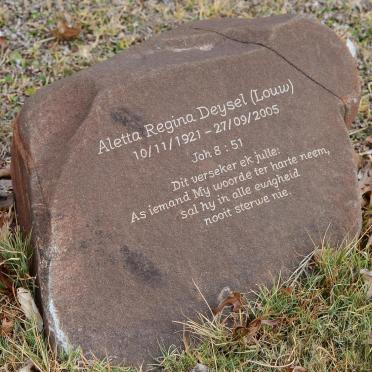 Aletta Regina Deysel (Louw)
10/11/1921 - 27/09/2005
Joh 8 : 51
Dit verseker ek julle:
As iemand My woorde ter harte neem,
sal hy in alle ewigheid
nooit sterwe nie.